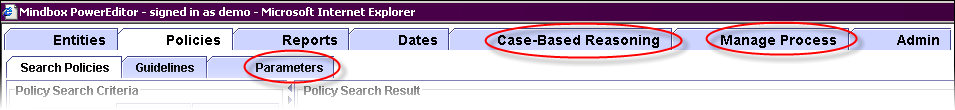 Mindbox PowerEditor - signed in as demo - Microsoft Internet Explorer
Entities Policies Reports Dates Case-Based Reasoning Manage Process Admin
Search Policies Guidelines Parameters
Policy Search Criteria Policy Search Result